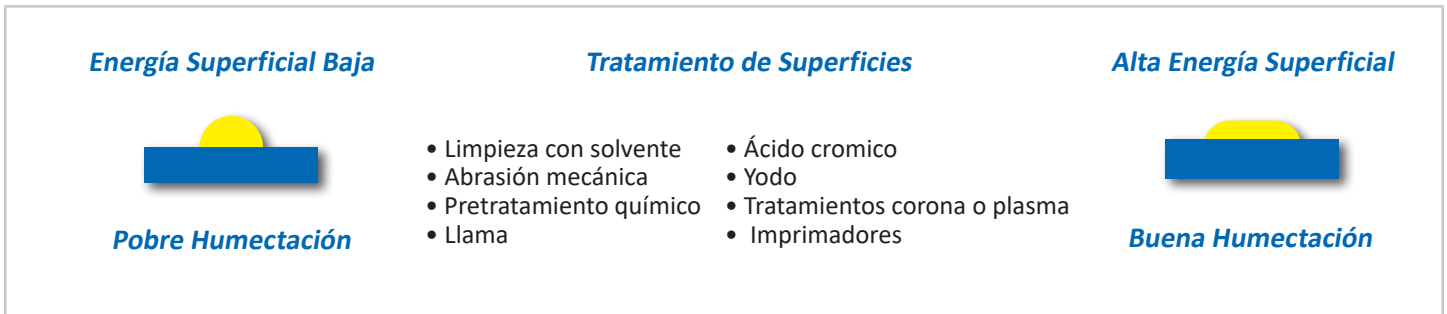 Energía Superficial Baja
Pobre Humectación
Tratamiento de Superficies
• Limpieza con solvente
• Abrasión mecánica
• Pretratamiento químico
• Llama
• Ácido cromico
• Yodo
• Tratamientos corona o plasma
• Imprimadores
Alta Energía Superficial
Buena Humectación